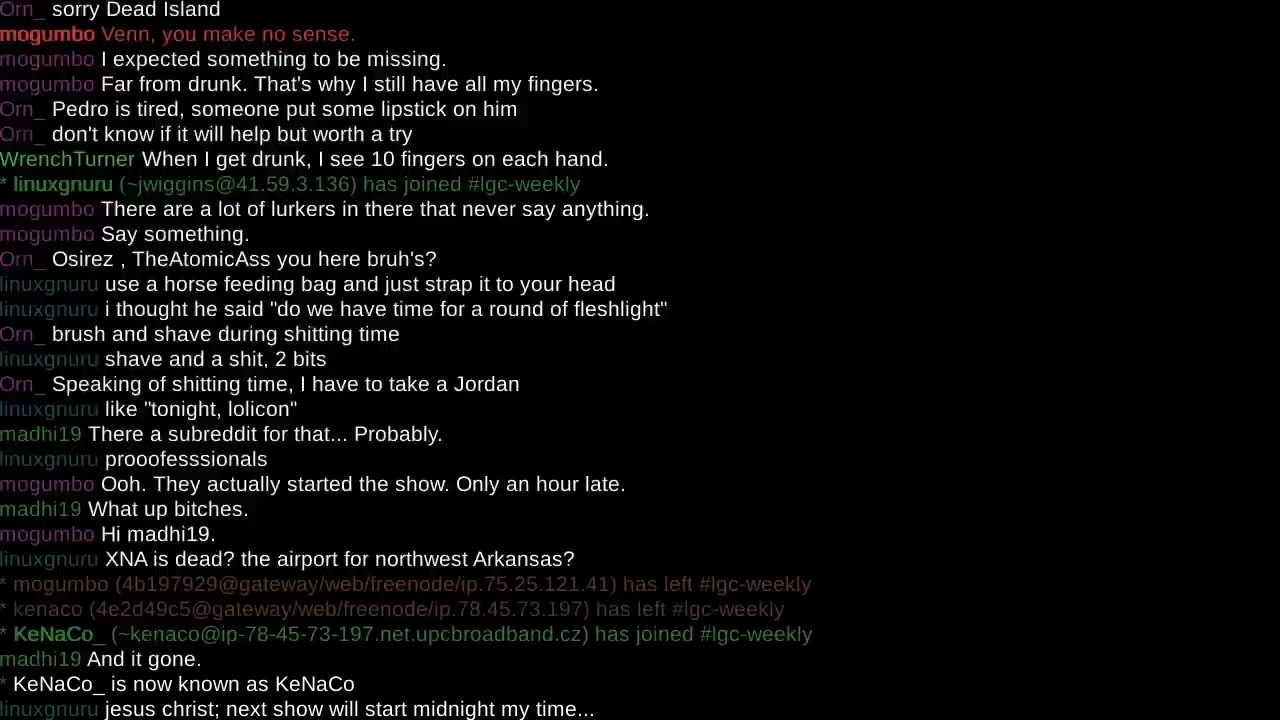 Orn_ sorry Dead Island
mogumbo Venn, you make no sense.
mogumbo I expected something to be missing.
mogumbo Far from drunk. That's why I still have all my fingers.
Orn_ Pedro is tired, someone put some lipstick on him
Orn_ don't know if it will help but worth a try
WrenchTurner When I get drunk, I see 10 fingers on each hand.
* linuxgnuru (~jwiggins@41.59.3.136) has joined #lgc-weekly
mogumbo There are a lot of lurkers in there that never say anything.
mogumbo Say something.
Orn_ Osirez , TheAtomicAss you here bruh's?
linuxgnuru use a horse feeding bag and just strap it to your head
linuxgnuru i thought he said "do we have time for a round of fleshlight"
Orn_ brush and shave during shitting time
linuxgnuru shave and a shit, 2 bits
Orn_ Speaking of shitting time, I have to take a Jordan
linuxgnuru like "tonight, lolicon"
madhi19 There a subreddit for that... Probably.
linuxgnuru prooofesssionals
mogumbo Ooh. They actually started the show. Only an hour late.
madhi19 What up bitches.
mogumbo Hi madhi19.
linuxgnuru XNA is dead? the airport for northwest Arkansas?
* mogumbo (4b197929@gateway/web/freenode/ip.75.25.121.41) has left #lgc-weekly
* kenaco (4e2d49c5@gateway/web/freenode/ip.78.45.73.197) has left #lgc-weekly
* KeNaCo_ (~kenaco@ip-78-45-73-197.net.upcbroadband.cz) has joined #lgc-weekly
madhi19 And it gone.
* KeNaCo_ is now known as KeNaCo
linuxgnuru jesus christ; next show will start midnight my time...